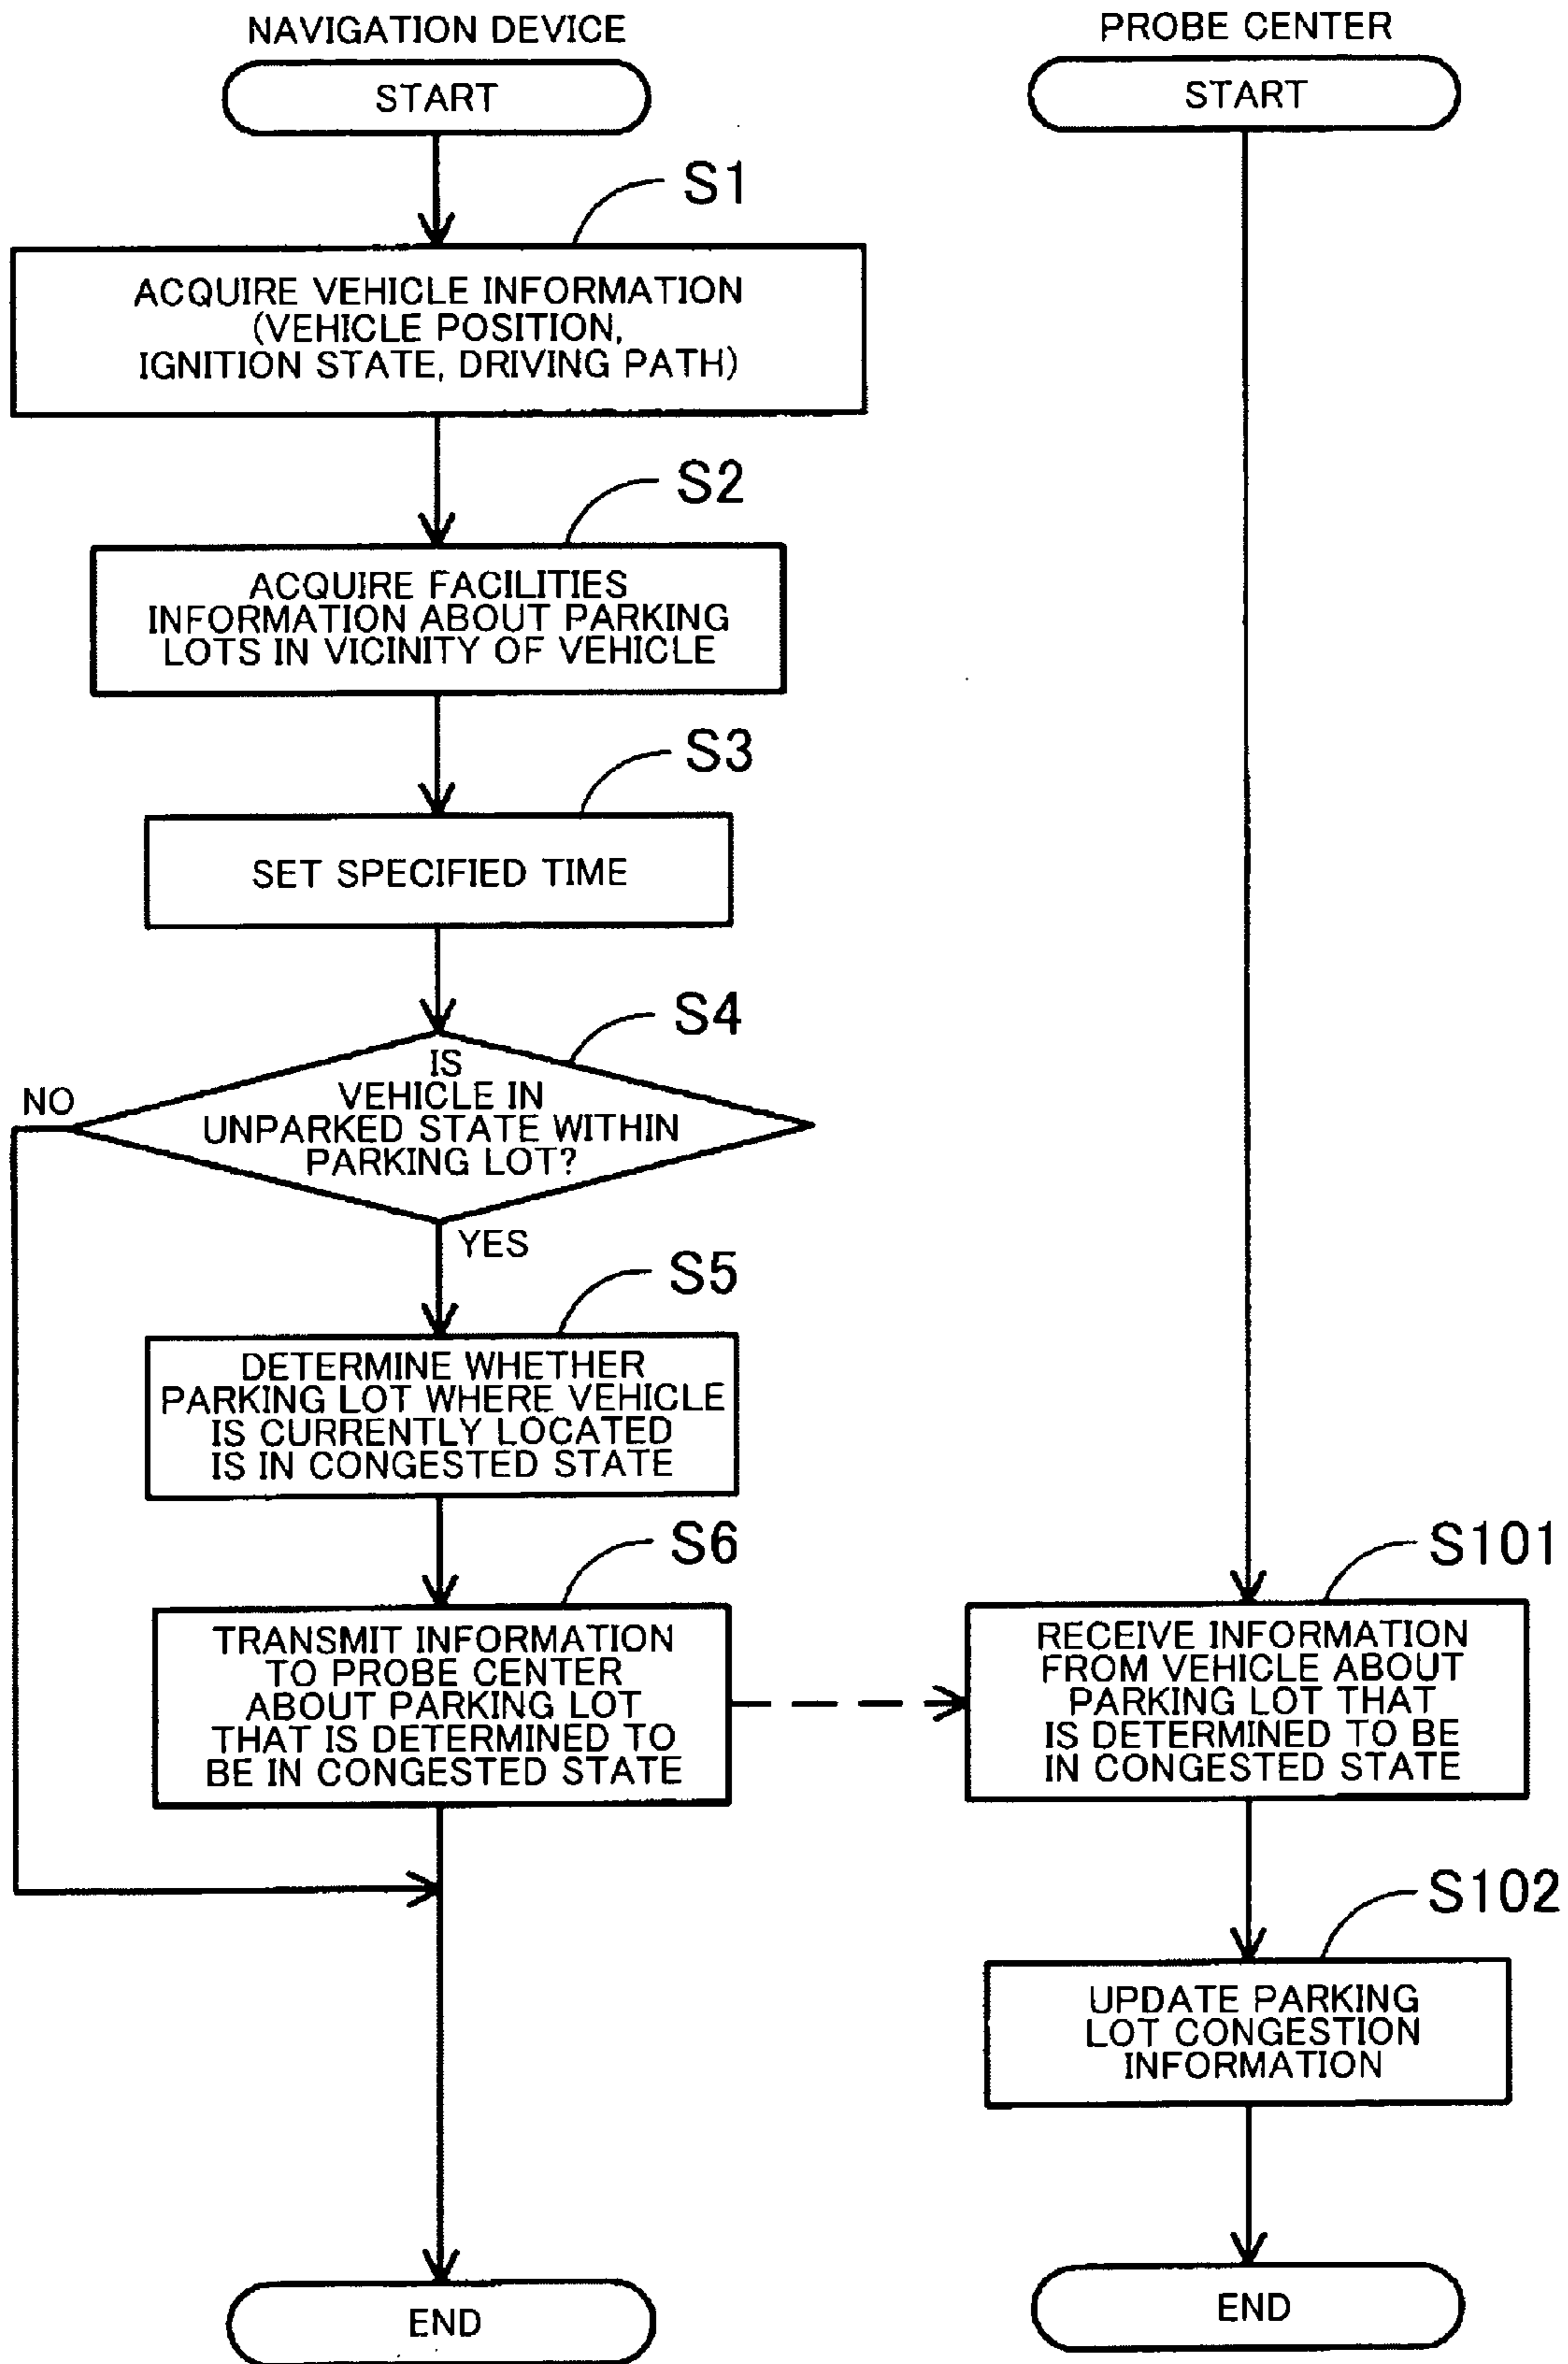 NAVIGATION DEVICE
START
S1
ACQUIRE VEHICLE INFORMATION
(VEHICLE POSITION,
IGNITION STATE, DRIVING PATH)
S2
ACQUIRE FACILITIES
INFORMATION ABOUT PARKING
LOTS IN VICINITY OF VEHICLE
S3
SET SPECIFIED TIME
S4
IS
VEHICLE IN
UNPARKED STATE WITHIN
PARKING LOT?
NO
YES
S5
DETERMINE WHETHER
PARKING LOT WHERE VEHICLE
IS CURRENTLY LOCATED
IS IN CONGESTED STATE
S6
TRANSMIT INFORMATION
TO PROBE CENTER
ABOUT PARKING LOT
THAT IS DETERMINED TO
BE IN CONGESTED STATE
END
PROBE CENTER
START
S101
RECEIVE INFORMATION
FROM VEHICLE ABOUT
PARKING LOT THAT
IS DETERMINED TO BE
IN CONGESTED STATE
S102
UPDATE PARKING
LOT CONGESTION
INFORMATION
END